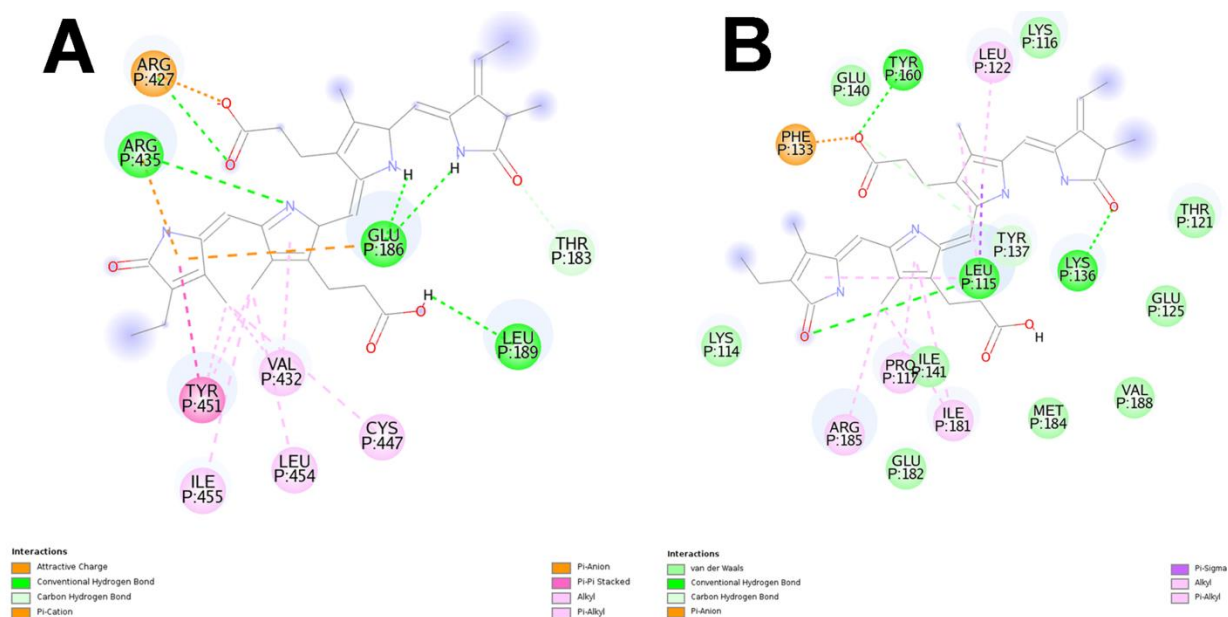 A
ARG
P:427
ARG
P:435
O
O
N
H
N
H
O
N
H
N
O
GLU
P:186
THR
P:183
H
O
O
LEU
P:189
VAL
P:432
TYR
P:451
CYS
P:447
LEU
P:454
ILE
P:455
Interactions
Attractive Charge
Conventional Hydrogen Bond
Carbon Hydrogen Bond
Pi-Cation
Pi-Anion
Pi-Pi Stacked
Alkyl
Pi-Alkyl
B
LYS
P:116
TYR
P:160
LEU
P:122
GLU
P:140
PHE
P:133
O
O
NH
NH
O
THR
P:121
N
TYR
P:137
LEU
P:115
LYS
P:136
NH
O
GLU
P:125
O
H
O
LYS
P:114
PRO
P:117
ILE
P:141
VAL
P:188
MET
P:184
ILE
P:181
ARG
P:185
GLU
P:182
Interactions
van der Waals
Conventional Hydrogen Bond
Carbon Hydrogen Bond
Pi-Anion
Pi-Sigma
Alkyl
Pi-Alkyl